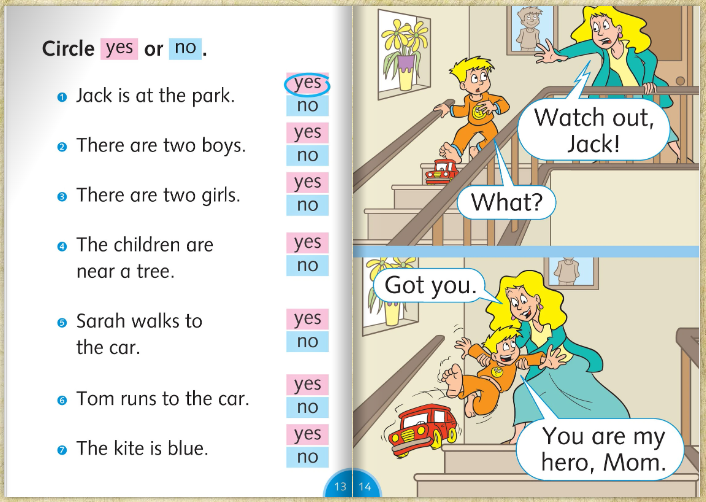 Circle yes or no.
1 Jack is at the park.
yes
no
2 There are two boys.
yes
no
3 There are two girls.
yes
no
4 The children are
near a tree.
yes
no
5 Sarah walks to
the car.
yes
no
6 Tom runs to the car.
yes
no
7 The kite is blue.
yes
no
13
Watch out,
Jack!
What?
Got you.
You are my
hero, Mom.
14